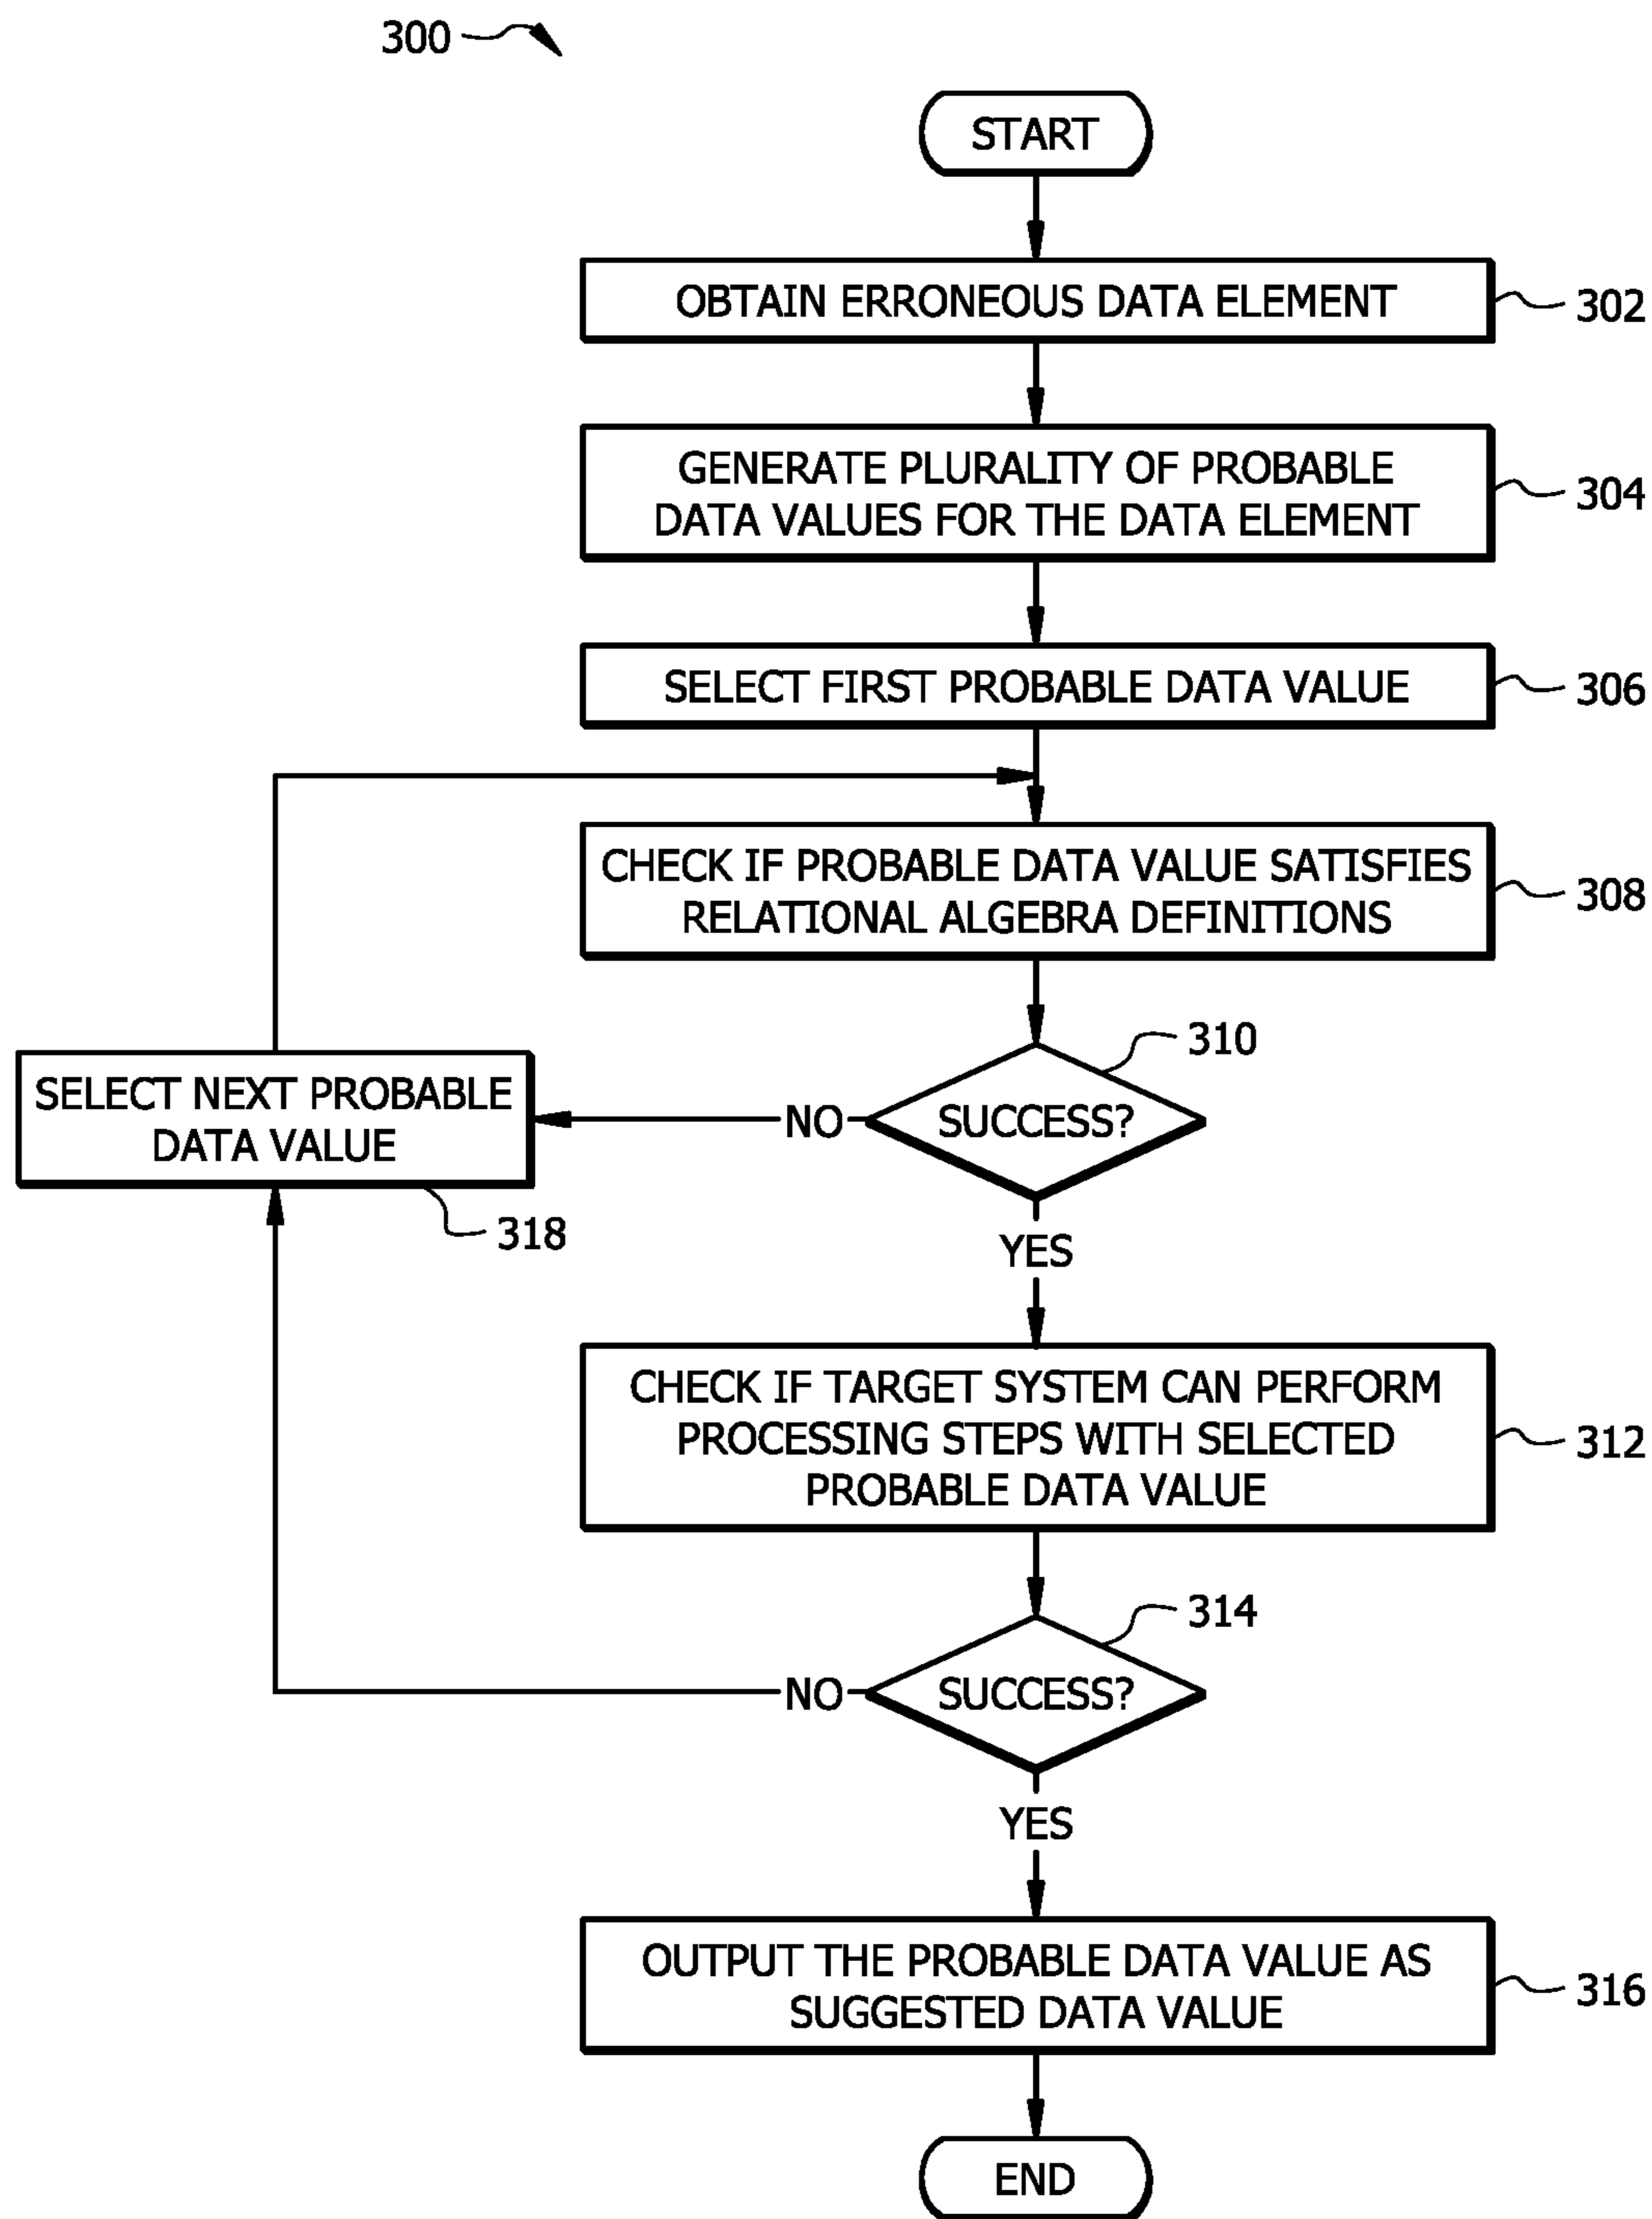 300
START
OBTAIN ERRONEOUS DATA ELEMENT
302
GENERATE PLURALITY OF PROBABLE
DATA VALUES FOR THE DATA ELEMENT
304
SELECT FIRST PROBABLE DATA VALUE
306
CHECK IF PROBABLE DATA VALUE SATISFIES
RELATIONAL ALGEBRA DEFINITIONS
308
310
SUCCESS?
NO
SELECT NEXT PROBABLE
DATA VALUE
318
YES
CHECK IF TARGET SYSTEM CAN PERFORM
PROCESSING STEPS WITH SELECTED
PROBABLE DATA VALUE
312
314
SUCCESS?
NO
YES
OUTPUT THE PROBABLE DATA VALUE AS
SUGGESTED DATA VALUE
316
END